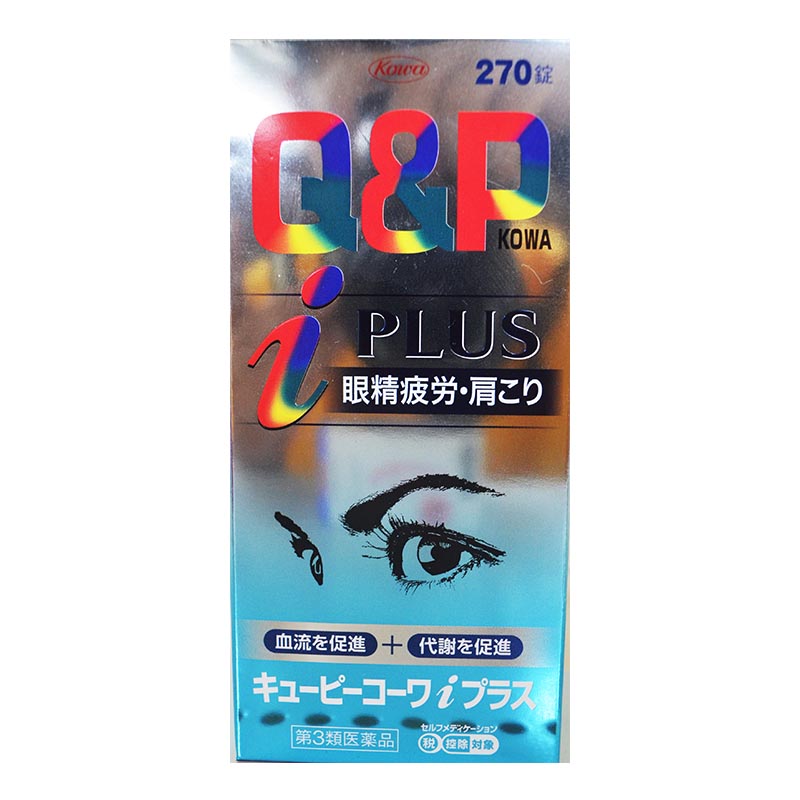 Kowa
270錠
Q&P
KOWA
i PLUS
眼精疲労・肩こり
血流を促進 + 代謝を促進
キューピーコーワiプラス
第3類医薬品
セルフメディケーション
税 控除 対象